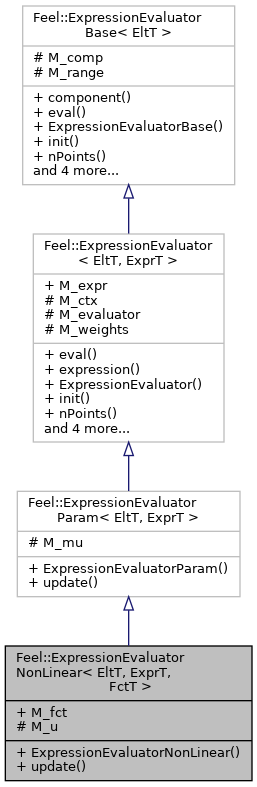 Feel::ExpressionEvaluator
Base< EltT >
# M_comp
# M_range
+ component()
+ eval()
+ ExpressionEvaluatorBase()
+ init()
+ nPoints()
and 4 more...
Feel::ExpressionEvaluator
< EltT, ExprT >
+ M_expr
# M_ctx
# M_evaluator
# M_weights
+ eval()
+ expression()
+ ExpressionEvaluator()
+ init()
+ nPoints()
and 4 more...
Feel::ExpressionEvaluator
Param< EltT, ExprT >
# M_mu
+ ExpressionEvaluatorParam()
+ update()
Feel::ExpressionEvaluator
NonLinear< EltT, ExprT,
FctT >
+ M_fct
# M_u
+ ExpressionEvaluatorNonLinear()
+ update()